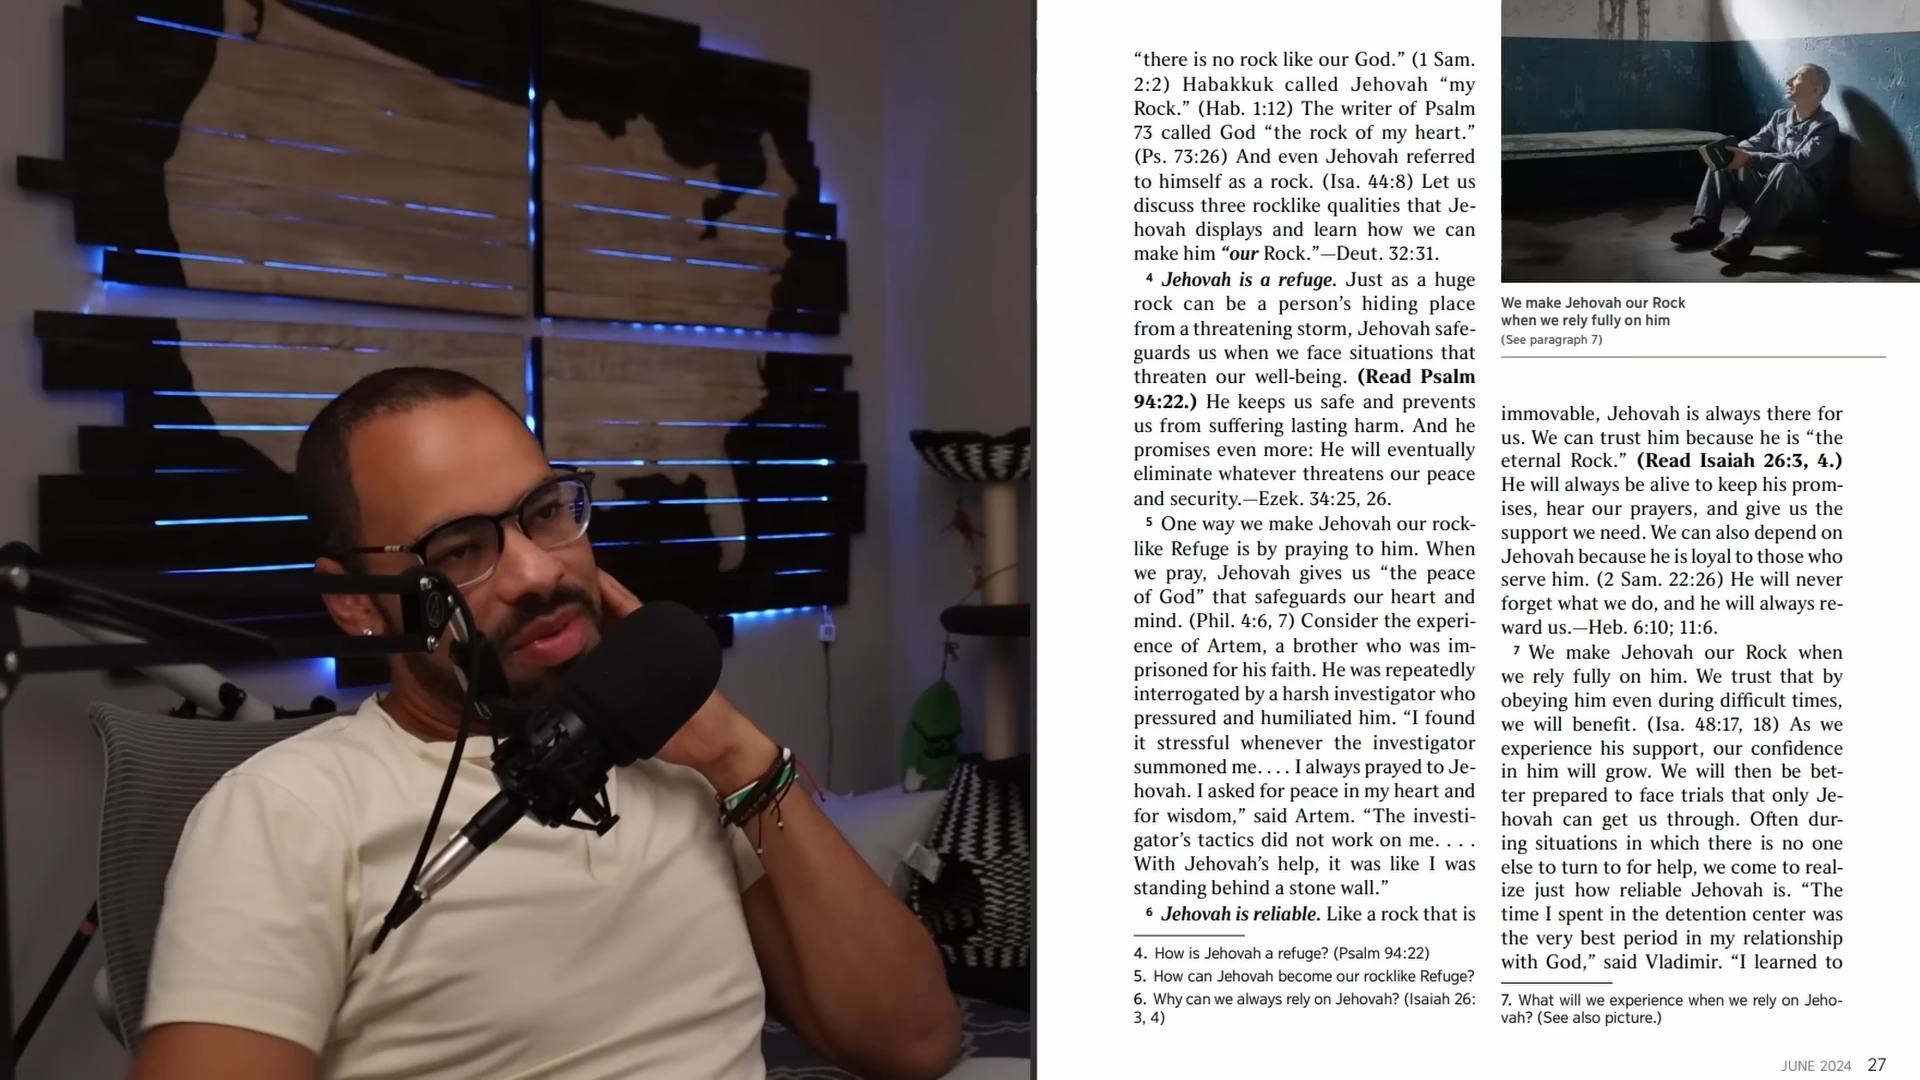 “there is no rock like our God.” (1 Sam.
2:2) Habakkuk called Jehovah “my
Rock.” (Hab. 1:12) The writer of Psalm
73 called God “the rock of my heart.”
(Ps. 73:26) And even Jehovah referred
to himself as a rock. (Isa. 44:8) Let us
discuss three rocklike qualities that Je-
hovah displays and learn how we can
make him “our Rock.”—Deut. 32:31.
4 Jehovah is a refuge. Just as a huge
rock can be a person’s hiding place
from a threatening storm, Jehovah safe-
guards us when we face situations that
threaten our well-being. (Read Psalm
94:22.) He keeps us safe and prevents
us from suffering lasting harm. And he
promises even more: He will eventually
eliminate whatever threatens our peace
and security.—Ezek. 34:25, 26.
5 One way we make Jehovah our rock-
like Refuge is by praying to him. When
we pray, Jehovah gives us “the peace
of God” that safeguards our heart and
mind. (Phil. 4:6, 7) Consider the experi-
ence of Artem, a brother who was im-
prisoned for his faith. He was repeatedly
interrogated by a harsh investigator who
pressured and humiliated him. “I found
it stressful whenever the investigator
summoned me. . . . I always prayed to Je-
hovah. I asked for peace in my heart and
for wisdom,” said Artem. “The investi-
gator’s tactics did not work on me. . . .
With Jehovah’s help, it was like I was
standing behind a stone wall.”
6 Jehovah is reliable. Like a rock that is
4. How is Jehovah a refuge? (Psalm 94:22)
5. How can Jehovah become our rocklike Refuge?
6. Why can we always rely on Jehovah? (Isaiah 26:
3, 4)
We make Jehovah our Rock
when we rely fully on him
(See paragraph 7)
immovable, Jehovah is always there for
us. We can trust him because he is “the
eternal Rock.” (Read Isaiah 26:3, 4.)
He will always be alive to keep his prom-
ises, hear our prayers, and give us the
support we need. We can also depend on
Jehovah because he is loyal to those who
serve him. (2 Sam. 22:26) He will never
forget what we do, and he will always re-
ward us.—Heb. 6:10; 11:6.
7 We make Jehovah our Rock when
we rely fully on him. We trust that by
obeying him even during difficult times,
we will benefit. (Isa. 48:17, 18) As we
experience his support, our confidence
in him will grow. We will then be bet-
ter prepared to face trials that only Je-
hovah can get us through. Often dur-
ing situations in which there is no one
else to turn to for help, we come to real-
ize just how reliable Jehovah is. “The
time I spent in the detention center was
the very best period in my relationship
with God,” said Vladimir. “I learned to
7. What will we experience when we rely on Jeho-
vah? (See also picture.)
JUNE 2024 27